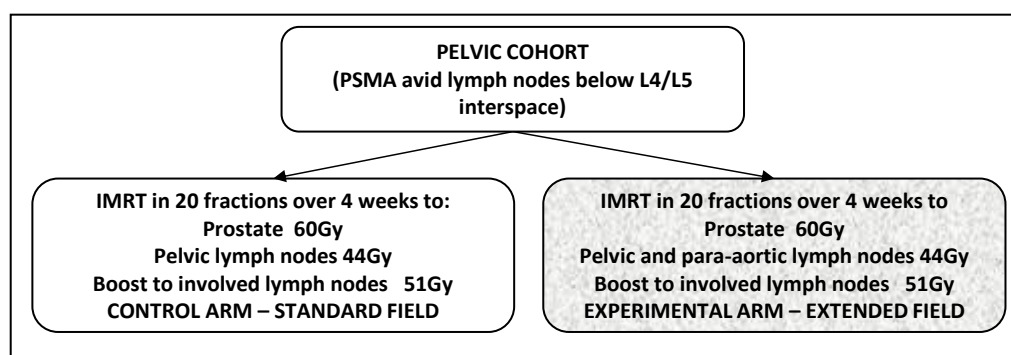 PELVIC COHORT
(PSMA avid lymph nodes below L4/L5
interspace)
IMRT in 20 fractions over 4 weeks to:
Prostate 60Gy
Pelvic lymph nodes 44Gy
Boost to involved lymph nodes 51Gy
CONTROL ARM – STANDARD FIELD
IMRT in 20 fractions over 4 weeks to
Prostate 60Gy
Pelvic and para-aortic lymph nodes 44Gy
Boost to involved lymph nodes 51Gy
EXPERIMENTAL ARM – EXTENDED FIELD